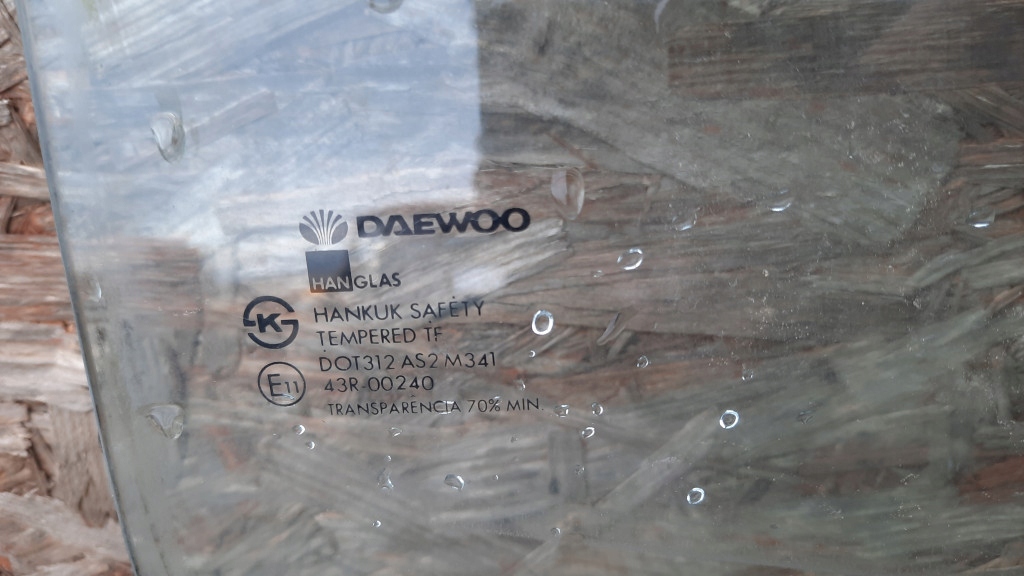 DAEWOO
HANGLAS
HANKUK SAFETY
TEMPERED TF
DOT312 AS2 M341
43R-00240
TRANSPARENCIA 70% MIN.
K
E11